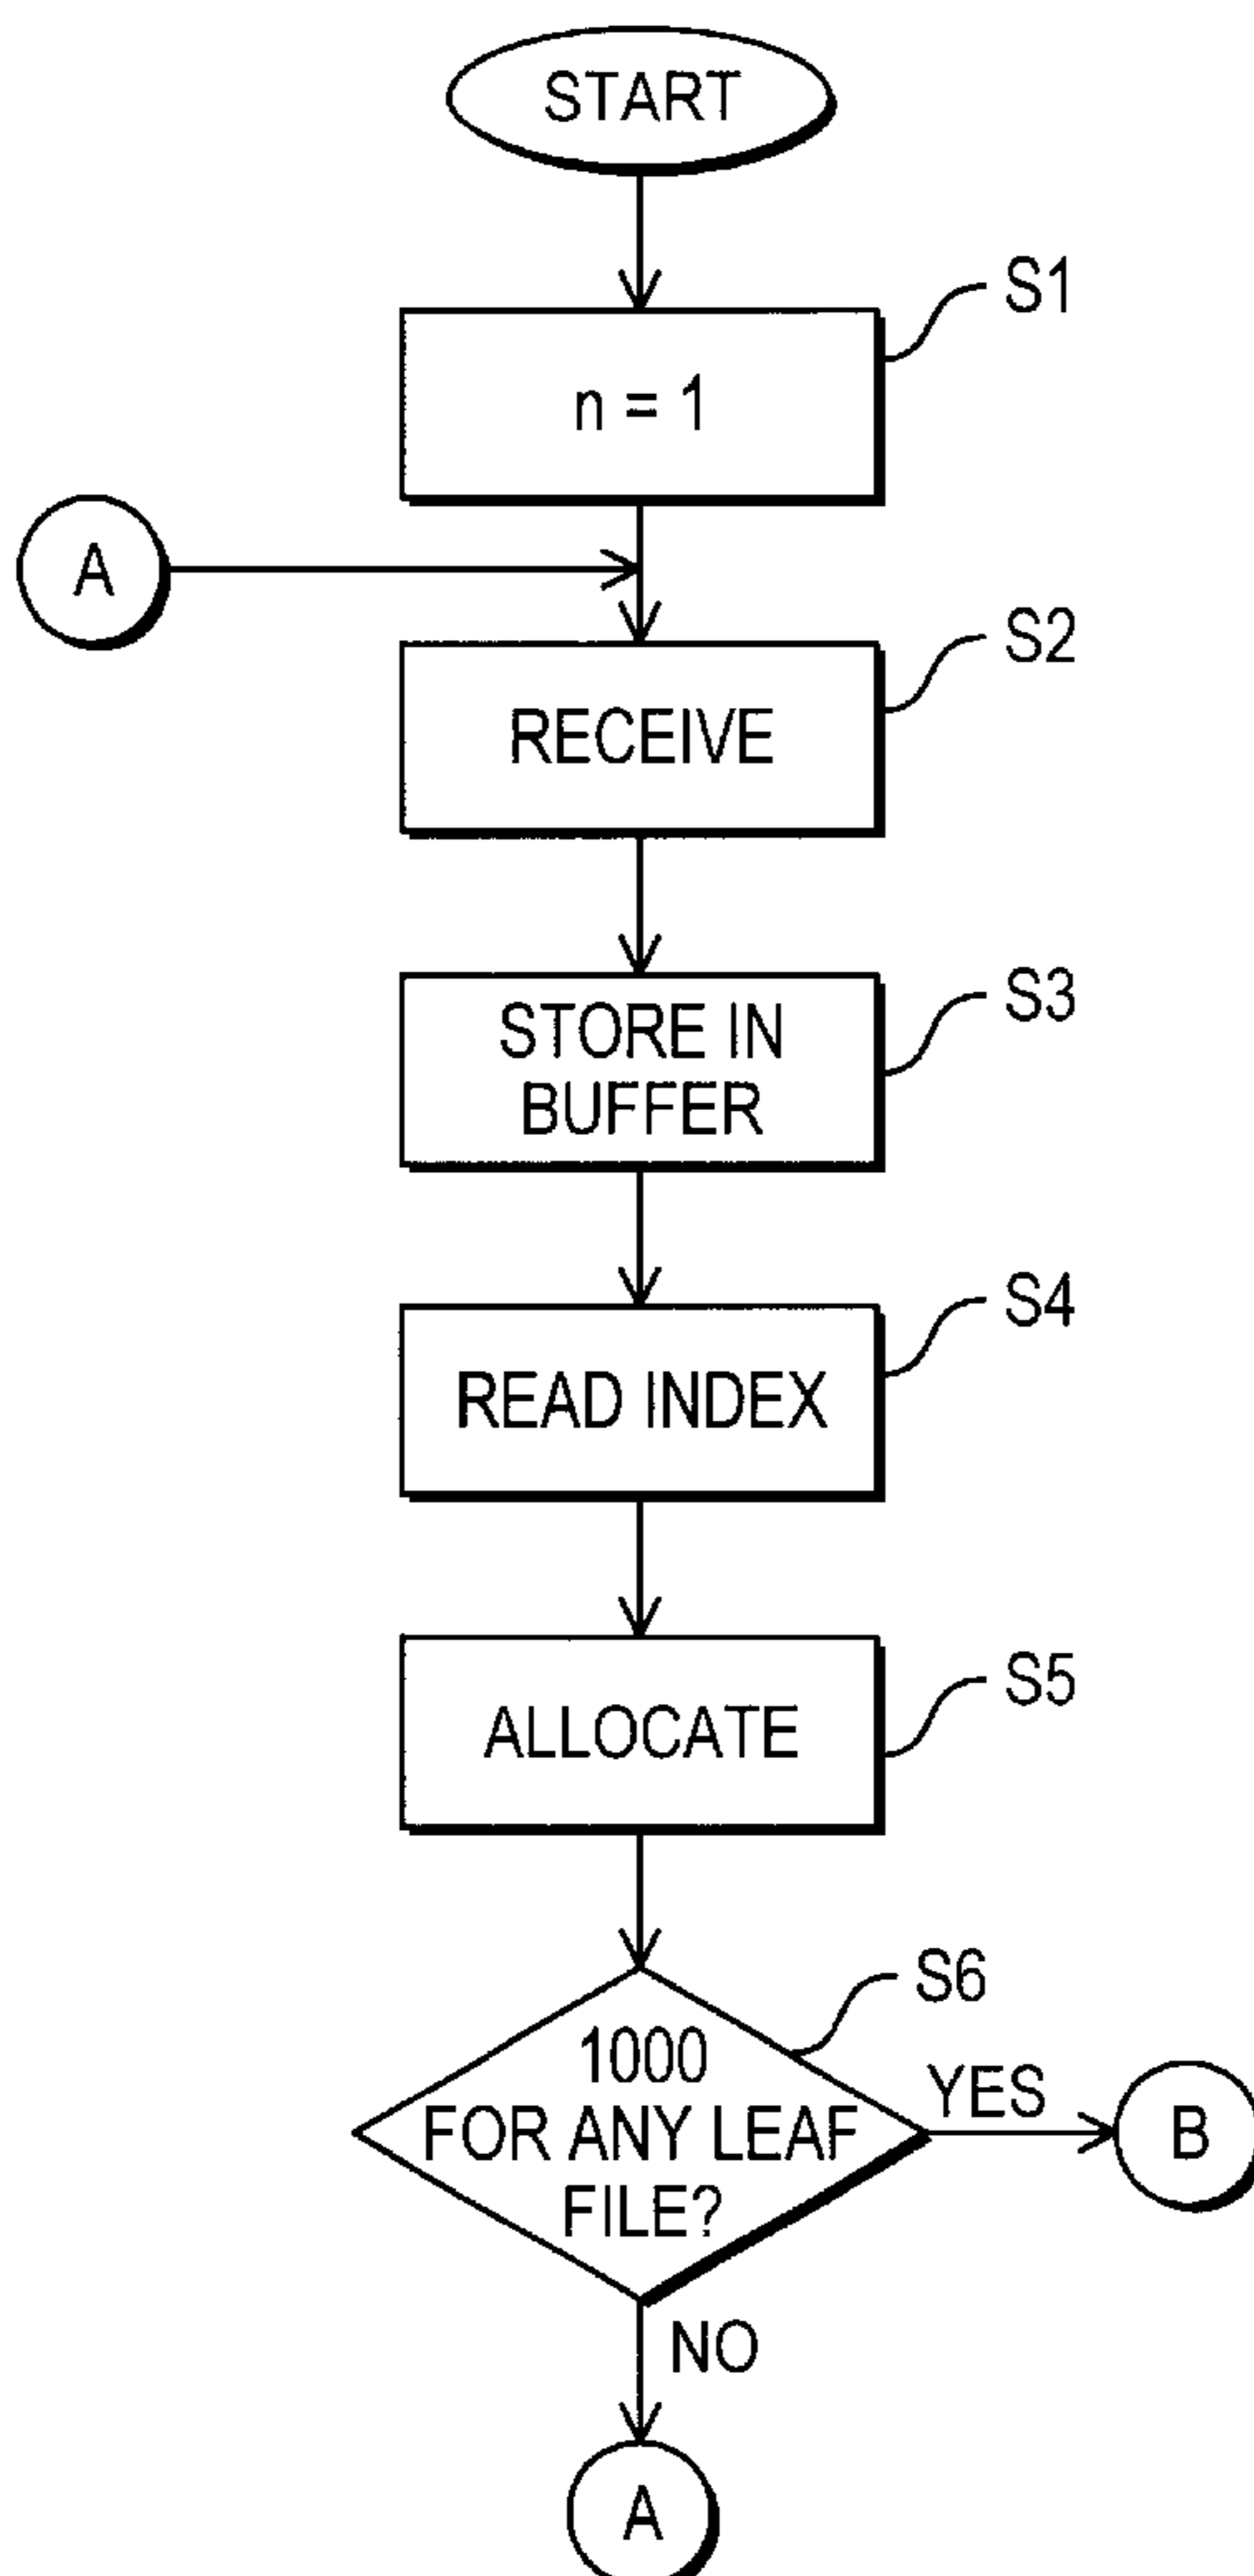 START
S1
n = 1
A
S2
RECEIVE
S3
STORE IN
BUFFER
S4
READ INDEX
S5
ALLOCATE
S6
1000
FOR ANY LEAF
FILE?
YES
B
NO
A